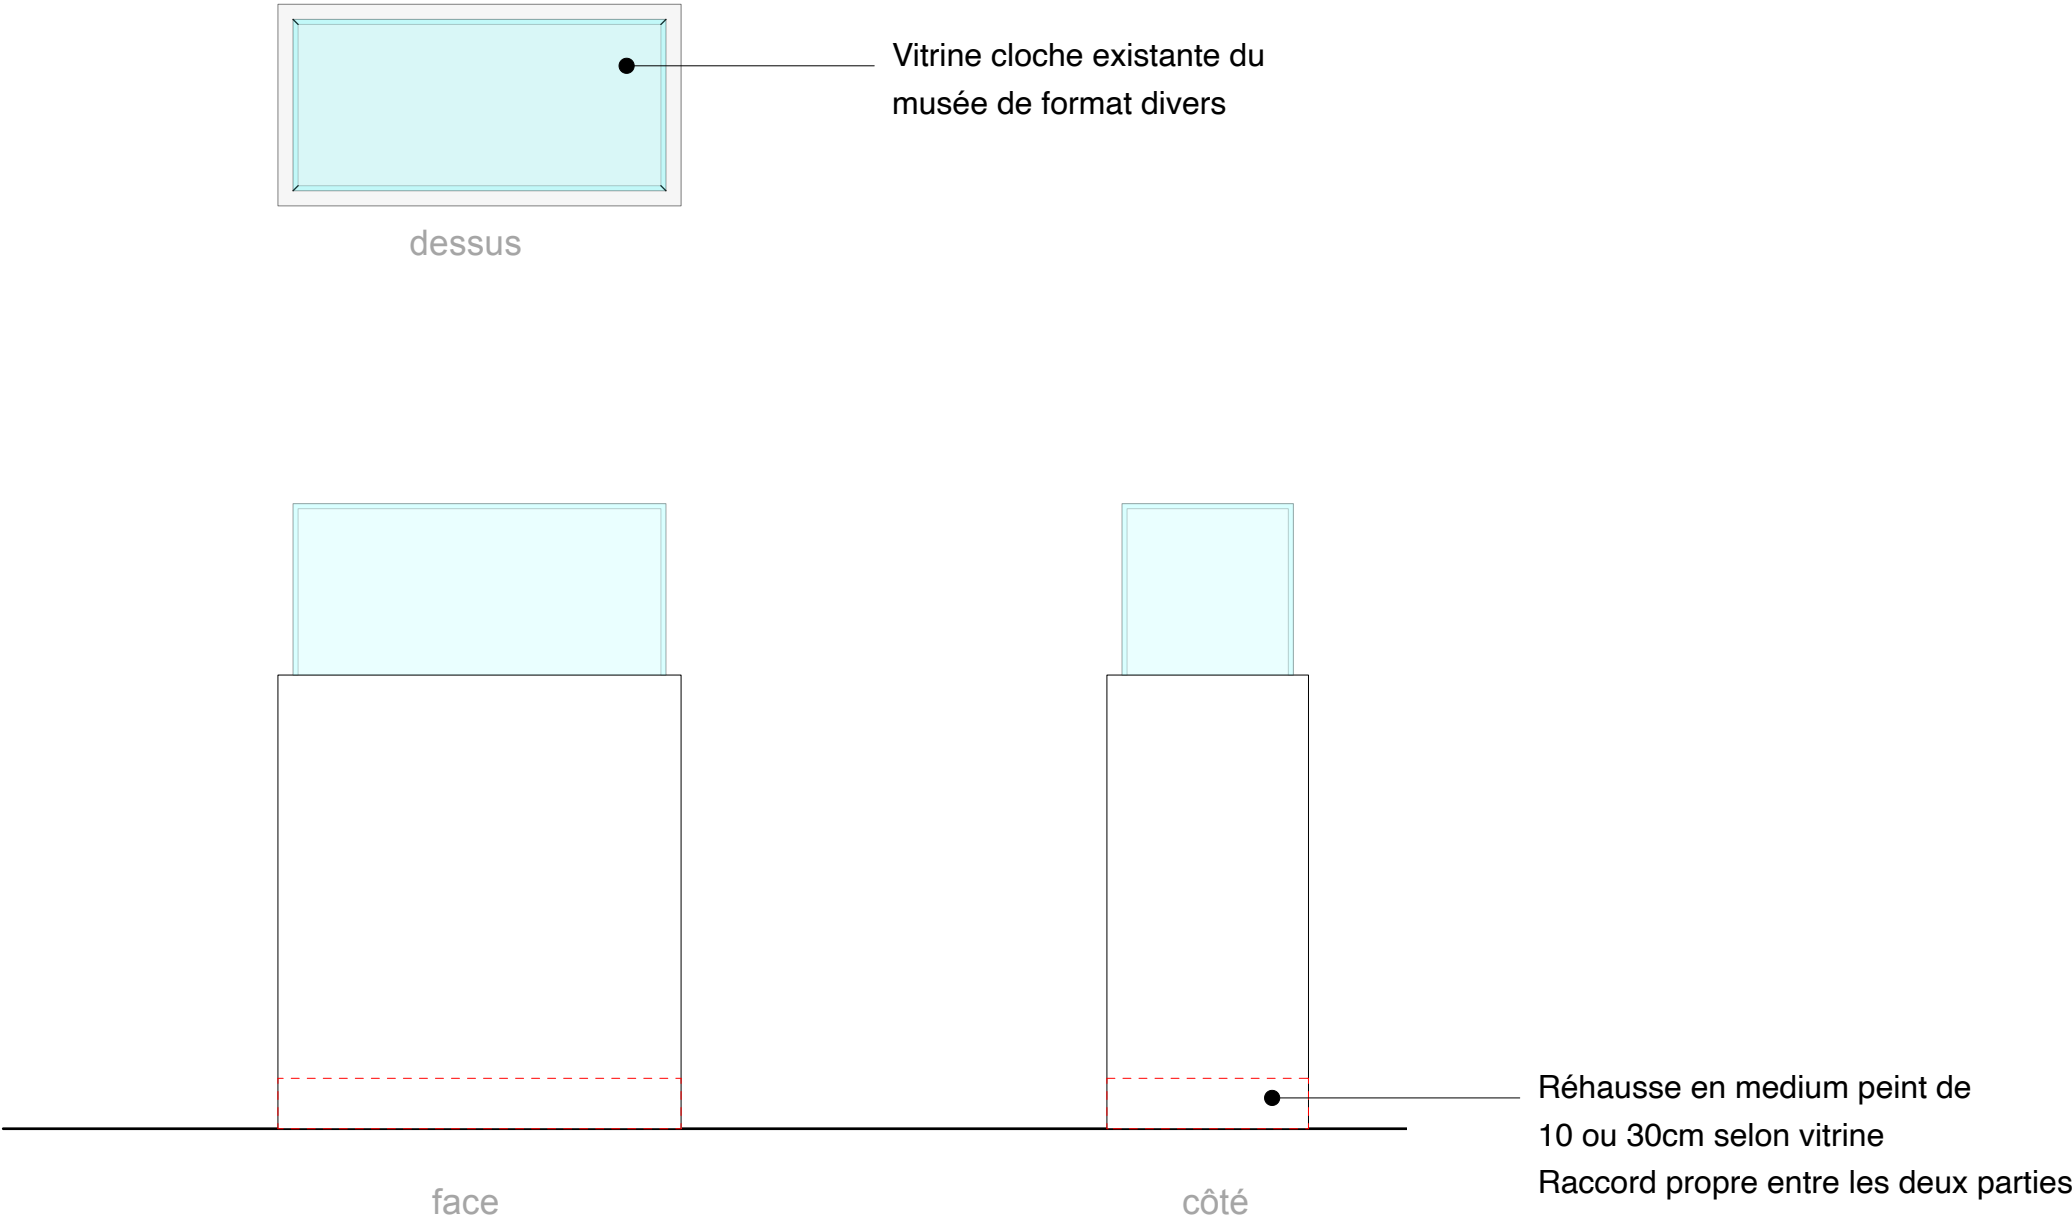 Vitrine cloche existante du
musée de format divers
dessus
Réhausse en medium peint de
10 ou 30cm selon vitrine
Raccord propre entre les deux parties
face
côté